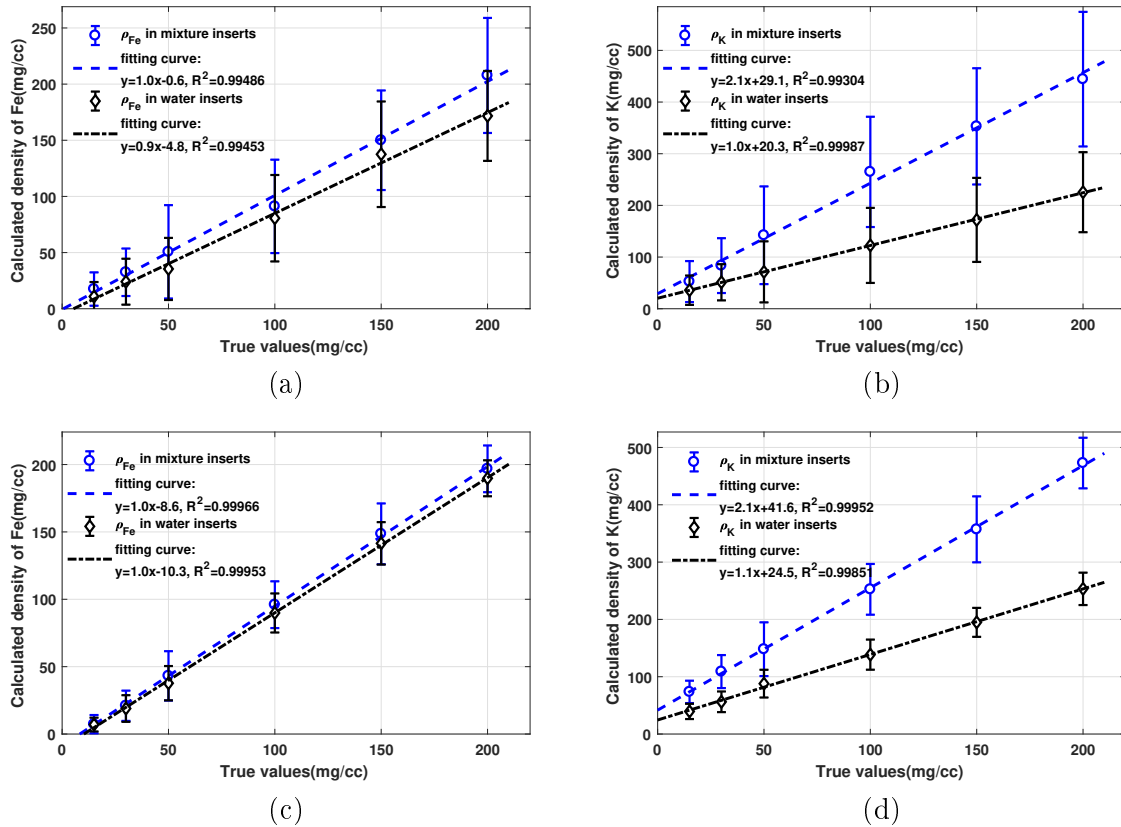 ρFe in mixture inserts
fitting curve:
y=1.0x-0.6, R²=0.99486
ρFe in water inserts
fitting curve:
y=0.9x-4.8, R²=0.99453
Calculated density of Fe(mg/cc)
250
200
150
100
50
0
0 50 100 150 200
True values(mg/cc)
(a)
ρK in mixture inserts
fitting curve:
y=2.1x+29.1, R²=0.99304
ρK in water inserts
fitting curve:
y=1.0x+20.3, R²=0.99987
Calculated density of K(mg/cc)
500
400
300
200
100
0
0 50 100 150 200
True values(mg/cc)
(b)
ρFe in mixture inserts
fitting curve:
y=1.0x-8.6, R²=0.99966
ρFe in water inserts
fitting curve:
y=1.0x-10.3, R²=0.99953
Calculated density of Fe(mg/cc)
200
150
100
50
0
0 50 100 150 200
True values(mg/cc)
(c)
ρK in mixture inserts
fitting curve:
y=2.1x+41.6, R²=0.99952
ρK in water inserts
fitting curve:
y=1.1x+24.5, R²=0.99851
Calculated density of K(mg/cc)
500
400
300
200
100
0
0 50 100 150 200
True values(mg/cc)
(d)